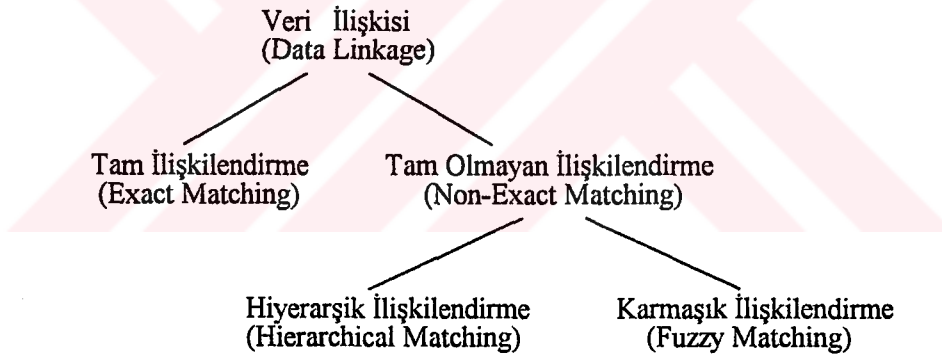 Veri İlişkisi
(Data Linkage)
Tam İlişkilendirme
(Exact Matching)
Tam Olmayan İlişkilendirme
(Non-Exact Matching)
Hiyerarşik İlişkilendirme
(Hierarchical Matching)
Karmaşık İlişkilendirme
(Fuzzy Matching)